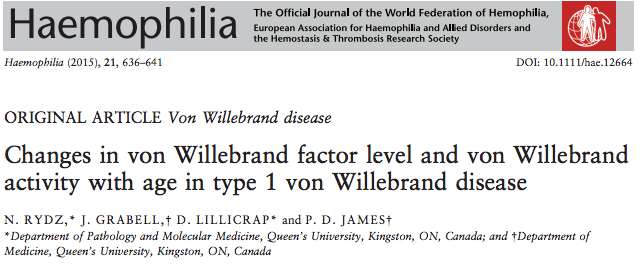 Haemophilia
The Official Journal of the World Federation of Hemophilia,
European Association for Haemophilia and Allied Disorders and
the Hemostasis & Thrombosis Research Society
Haemophilia (2015), 21, 636–641
DOI: 10.1111/hae.12664
ORIGINAL ARTICLE Von Willebrand disease
Changes in von Willebrand factor level and von Willebrand
activity with age in type 1 von Willebrand disease
N. RYDZ,* J. GRABELL,† D. LILLICRAP* and P. D. JAMES†
*Department of Pathology and Molecular Medicine, Queen's University, Kingston, ON, Canada; and †Department of
Medicine, Queen's University, Kingston, ON, Canada